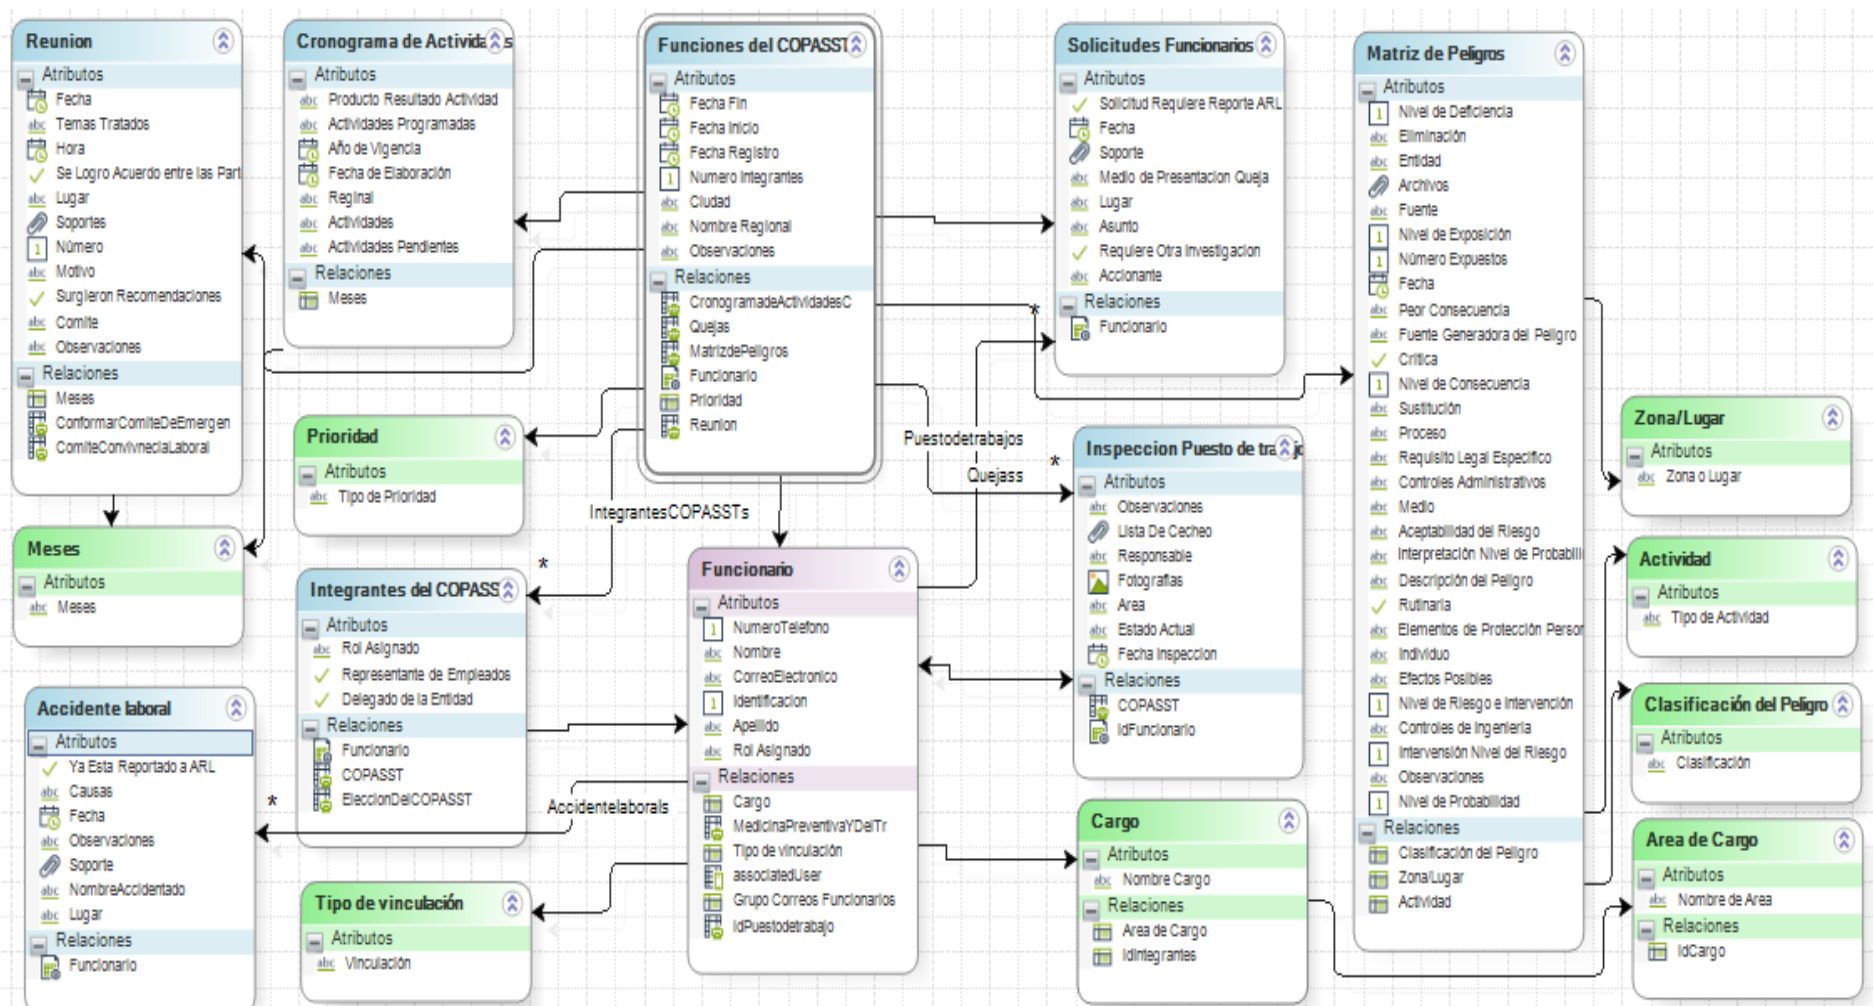 Reunion
Atributos
Fecha
Temas Tratados
Hora
Se Logro Acuerdo entre las Part
Lugar
Soportes
Número
Motivo
Surgieron Recomendaciones
Comite
Observaciones
Relaciones
Meses
ConformarComiteDeEmergen
ComiteConvivneciaLaboral
Cronograma de Actividades
Atributos
Producto Resultado Actividad
Actividades Programadas
Año de Vigencia
Fecha de Elaboración
Reginal
Actividades
Actividades Pendientes
Relaciones
Meses
Funciones del COPASST
Atributos
Fecha Fin
Fecha Inicio
Fecha Registro
Numero Integrantes
Ciudad
Nombre Regional
Observaciones
Relaciones
CronogramadeActividadesC
Quejas
MatrizdePeligros
Funcionario
Prioridad
Reunion
Solicitudes Funcionarios
Atributos
Solicitud Requiere Reporte ARL
Fecha
Soporte
Medio de Presentacion Queja
Lugar
Asunto
Requiere Otra Investigacion
Accionante
Relaciones
Funcionario
Matriz de Peligros
Atributos
Nivel de Deficiencia
Eliminación
Entidad
Archivos
Fuente
Nivel de Exposición
Número Expuestos
Fecha
Peor Consecuencia
Fuente Generadora del Peligro
Crítica
Nivel de Consecuencia
Sustitución
Proceso
Requisito Legal Especifico
Controles Administrativos
Medio
Aceptabilidad del Riesgo
Interpretación Nivel de Probabili
Descripción del Peligro
Rutinaria
Elementos de Protección Person
Individuo
Efectos Posibles
Nivel de Riesgo e Intervención
Controles de Ingenieria
Intervensión Nivel del Riesgo
Observaciones
Nivel de Probabilidad
Relaciones
Clasificación del Peligro
Zona/Lugar
Actividad
Prioridad
Atributos
Tipo de Prioridad
Puestodetrabajos
*
Quejass
*
IntegrantesCOPASSTs
*
Inspeccion Puesto de trabajo
Atributos
Observaciones
Lista De Cecheo
Responsable
Fotografias
Area
Estado Actual
Fecha Inspeccion
Relaciones
COPASST
IdFuncionario
Zona/Lugar
Atributos
Zona o Lugar
Meses
Atributos
Meses
Integrantes del COPASS
Atributos
Rol Asignado
Representante de Empleados
Delegado de la Entidad
Relaciones
Funcionario
COPASST
EleccionDelCOPASST
Funcionario
Atributos
NumeroTelefono
Nombre
CorreoElectronico
Identificacion
Apellido
Rol Asignado
Relaciones
Cargo
MedicinaPreventivaYDelTr
Tipo de vinculación
associatedUser
Grupo Correos Funcionarios
IdPuestodetrabajo
Actividad
Atributos
Tipo de Actividad
Clasificación del Peligro
Atributos
Clasificación
Accidente laboral
Atributos
Ya Esta Reportado a ARL
Causas
Fecha
Observaciones
Soporte
NombreAccidentado
Lugar
Relaciones
Funcionario
*
Accidentelaborals
Tipo de vinculación
Atributos
Vinculación
Cargo
Atributos
Nombre Cargo
Relaciones
Area de Cargo
IdIntegrantes
Area de Cargo
Atributos
Nombre de Area
Relaciones
IdCargo